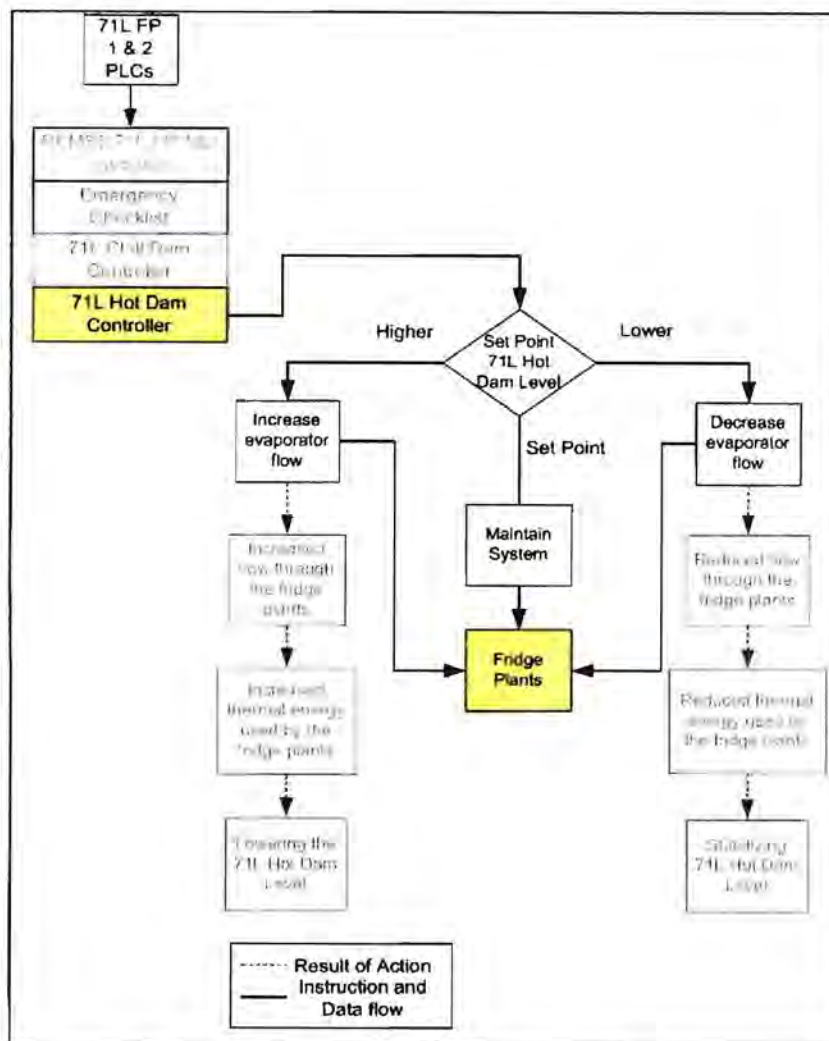 71L FP
1 & 2
PLCs
71L
Emergency
Checklist
71L Chill Dam
Controller
71L Hot Dam
Controller
Higher
Lower
Set Point
71L Hot
Dam Level
Increase
evaporator
flow
Set Point
Decrease
evaporator
flow
Maintain
System
Increased
flow through
the fridge
plants
Reduced flow
through the
fridge plants
Fridge
Plants
Increased
thermal energy
used by the
fridge plants
Reduced thermal
energy used by
the fridge plants
Lowering the
71L Hot Dam
Level
Stabilizing
71L Hot Dam
Level
Result of Action
Instruction and
Data flow